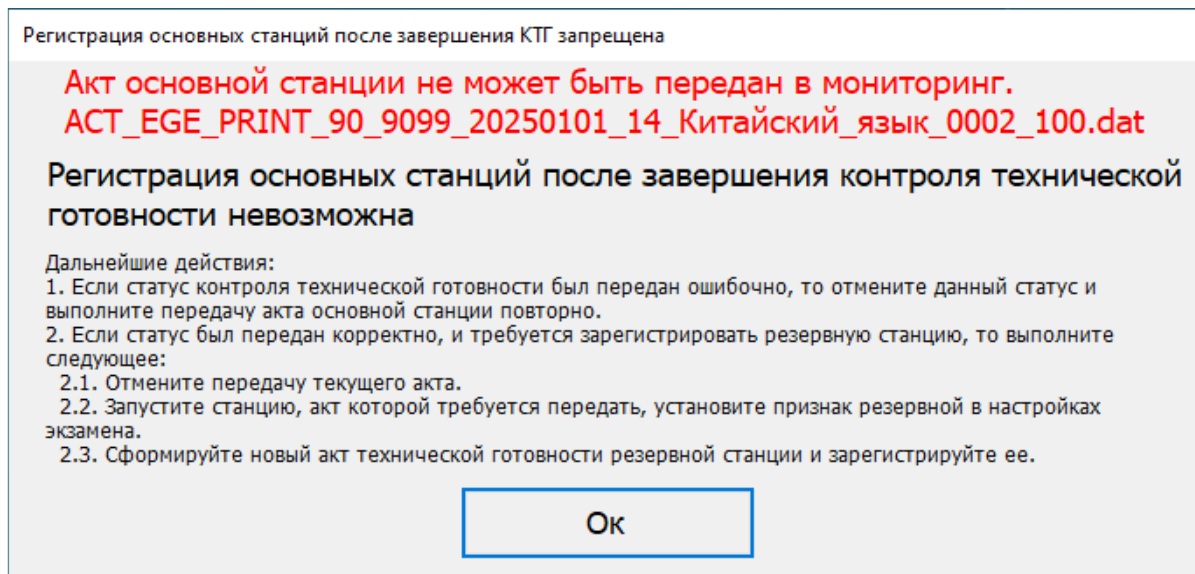 Регистрация основных станций после завершения КТГ запрещена
Акт основной станции не может быть передан в мониторинг.
ACT_EGE_PRINT_90_9099_20250101_14_Китайский_язык_0002_100.dat
Регистрация основных станций после завершения контроля технической
готовности невозможна
Дальнейшие действия:
1. Если статус контроля технической готовности был передан ошибочно, то отмените данный статус и
выполните передачу акта основной станции повторно.
2. Если статус был передан корректно, и требуется зарегистрировать резервную станцию, то выполните
следующее:
2.1. Отмените передачу текущего акта.
2.2. Запустите станцию, акт которой требуется передать, установите признак резервной в настройках
экзамена.
2.3. Сформируйте новый акт технической готовности резервной станции и зарегистрируйте ее.
Ок